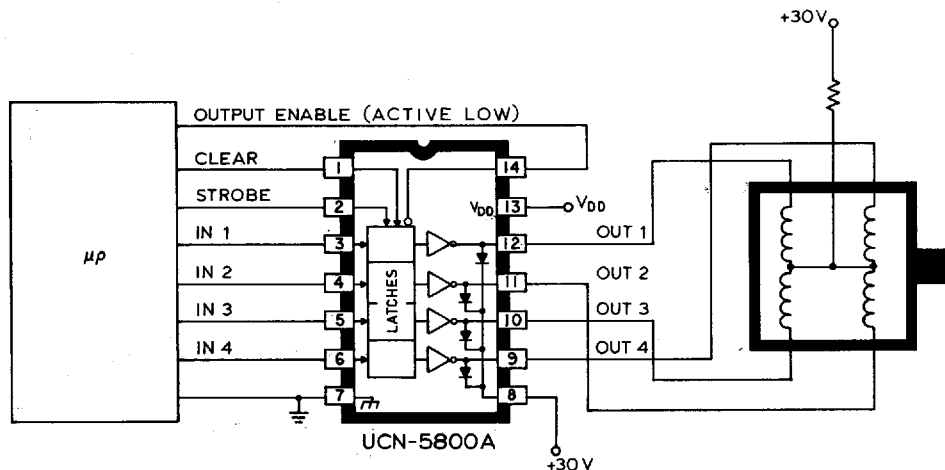 +30V
OUTPUT ENABLE (ACTIVE LOW)
CLEAR
STROBE
IN 1
IN 2
IN 3
IN 4
μp
1
2
3
4
5
6
7
LATCHES
VDD
14
13
12
11
10
9
8
VDD
OUT 1
OUT 2
OUT 3
OUT 4
UCN-5800A
+30V